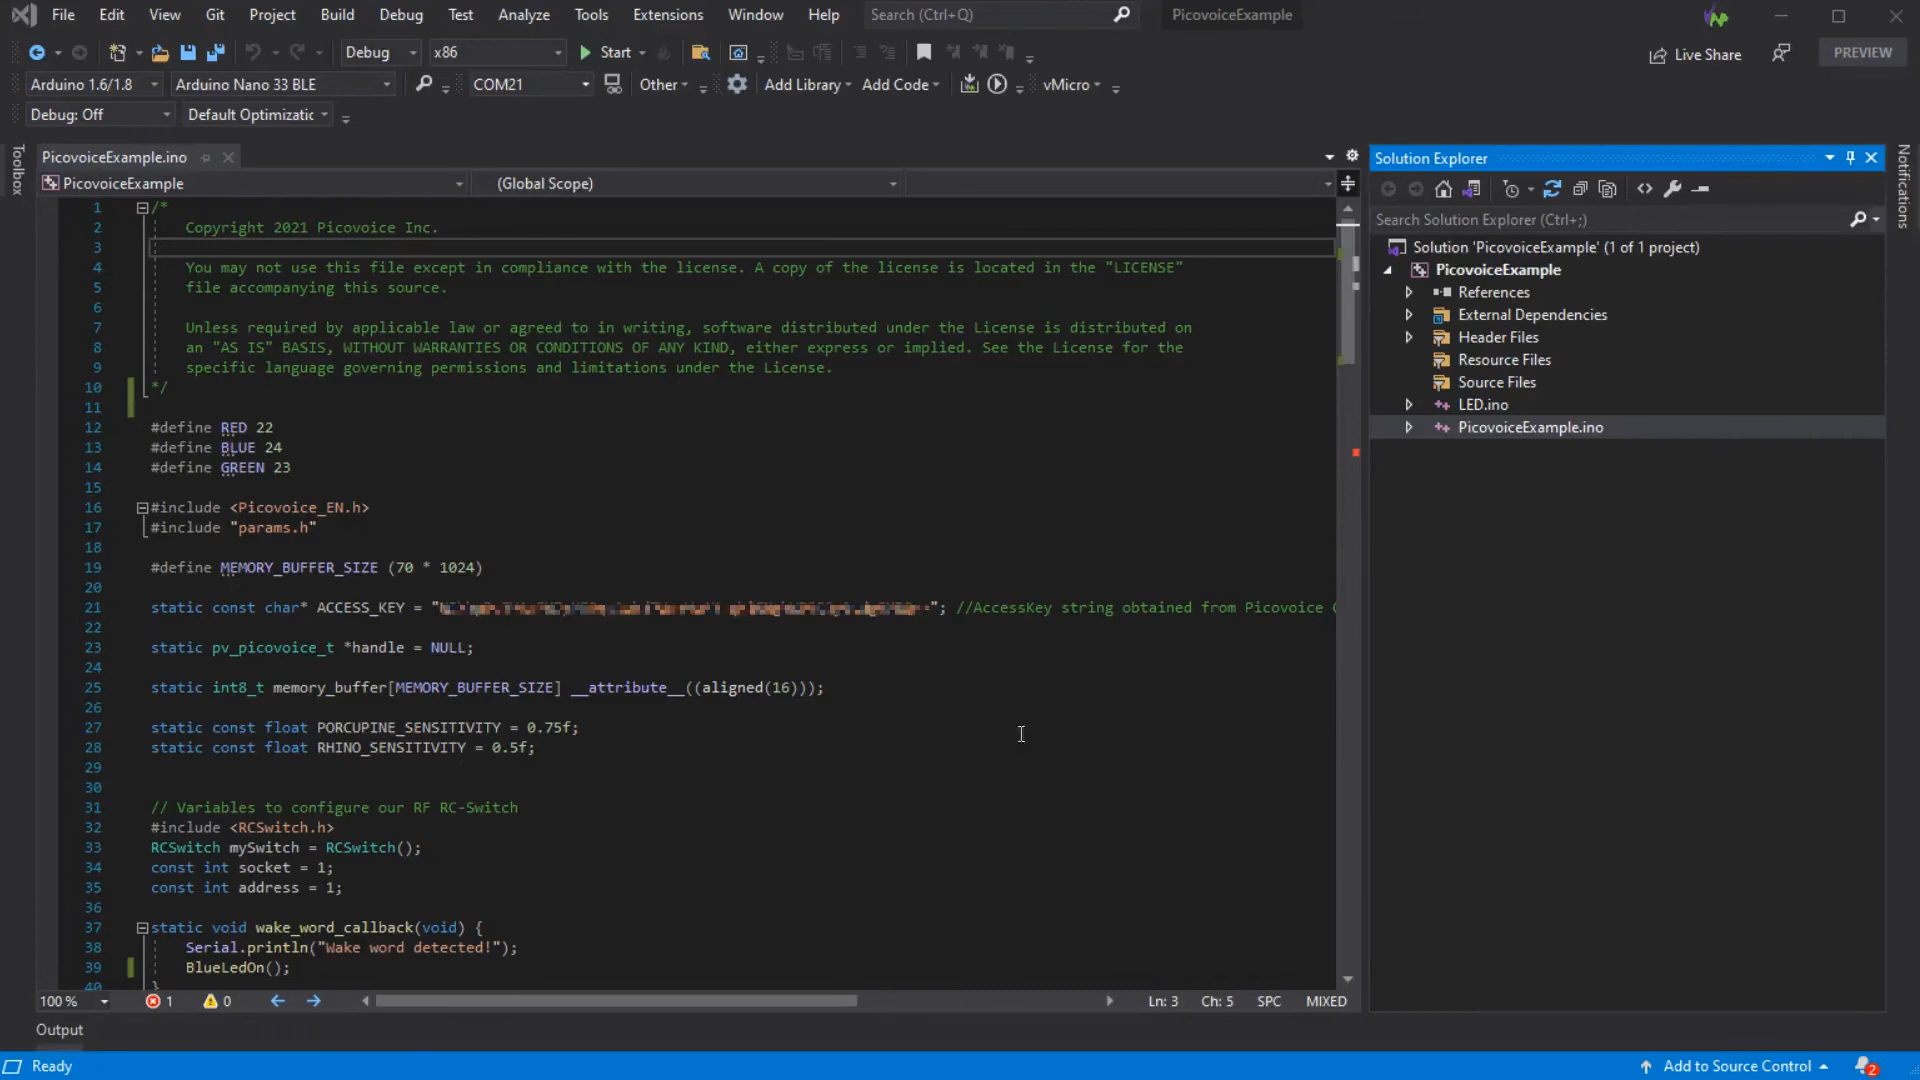 File Edit View Git Project Build Debug Test Analyze Tools Extensions Window Help Search (Ctrl+Q) PicovoiceExample
Debug x86 Start Live Share PREVIEW
Arduino 1.6/1.8 Arduino Nano 33 BLE COM21 Other Add Library Add Code vMicro
Debug: Off Default Optimizatic
Toolbox
PicovoiceExample.ino
PicovoiceExample (Global Scope)
1 /*
2 Copyright 2021 Picovoice Inc.
3
4 You may not use this file except in compliance with the license. A copy of the license is located in the "LICENSE"
5 file accompanying this source.
6
7 Unless required by applicable law or agreed to in writing, software distributed under the License is distributed on
8 an "AS IS" BASIS, WITHOUT WARRANTIES OR CONDITIONS OF ANY KIND, either express or implied. See the License for the
9 specific language governing permissions and limitations under the License.
10 */
11
12 #define RED 22
13 #define BLUE 24
14 #define GREEN 23
15
16 #include <Picovoice_EN.h>
17 #include "params.h"
18
19 #define MEMORY_BUFFER_SIZE (70 * 1024)
20
21 static const char* ACCESS_KEY = " "; //AccessKey string obtained from Picovoice
22
23 static pv_picovoice_t *handle = NULL;
24
25 static int8_t memory_buffer[MEMORY_BUFFER_SIZE] __attribute__((aligned(16)));
26
27 static const float PORCUPINE_SENSITIVITY = 0.75f;
28 static const float RHINO_SENSITIVITY = 0.5f;
29
30
31 // Variables to configure our RF RC-Switch
32 #include <RCSwitch.h>
33 RCSwitch mySwitch = RCSwitch();
34 const int socket = 1;
35 const int address = 1;
36
37 static void wake_word_callback(void) {
38 Serial.println("Wake word detected!");
39 BlueLedOn();
40 }
100 % 1 0 Ln: 3 Ch: 5 SPC MIXED
Solution Explorer
Search Solution Explorer (Ctrl+;)
Solution 'PicovoiceExample' (1 of 1 project)
PicovoiceExample
References
External Dependencies
Header Files
Resource Files
Source Files
LED.ino
PicovoiceExample.ino
Notifications
Output
Ready Add to Source Control 2